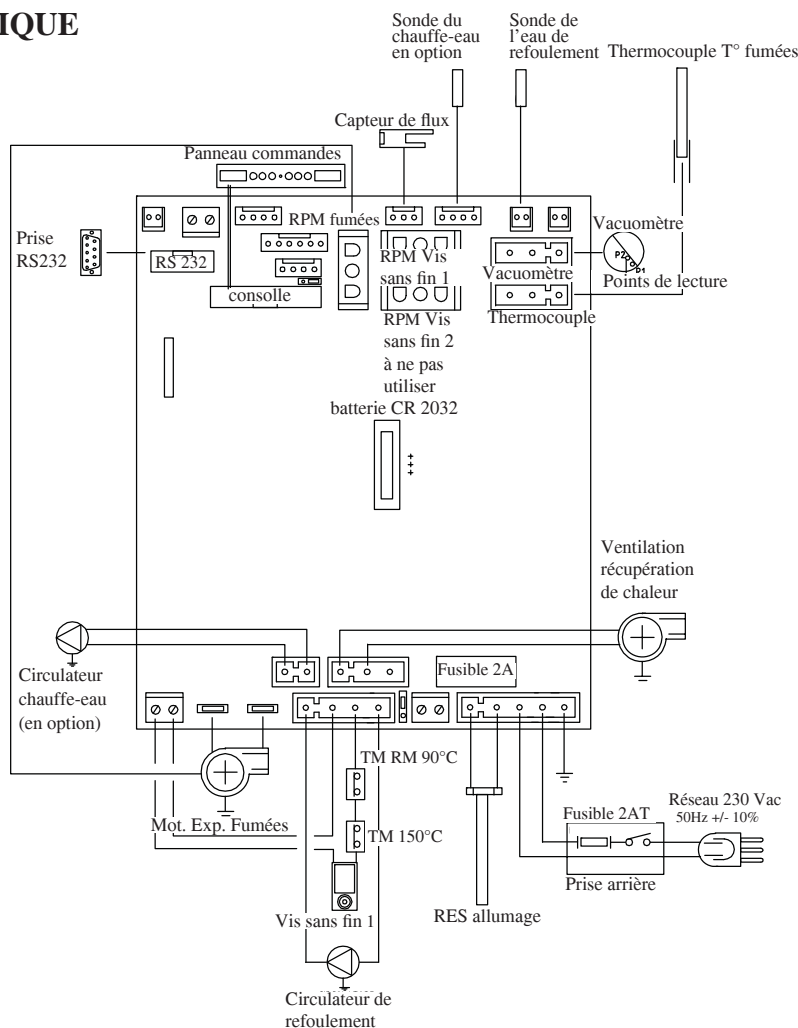 IQUE
Sonde du
chauffe-eau
en option
Sonde de
l'eau de
refoulement
Thermocouple T° fumées
Capteur de flux
Panneau commandes
Prise
RS232
RS 232
consolle
RPM fumées
RPM Vis
sans fin 1
RPM Vis
sans fin 2
à ne pas
utiliser
Vacuomètre
Thermocouple
Vacuomètre
P2
P1
Points de lecture
batterie CR 2032
+++
Ventilation
récupération
de chaleur
Circulateur
chauffe-eau
(en option)
Fusible 2A
Mot. Exp. Fumées
TM RM 90°C
TM 150°C
Vis sans fin 1
Circulateur de
refoulement
RES allumage
Fusible 2AT
Prise arrière
Réseau 230 Vac
50Hz +/- 10%